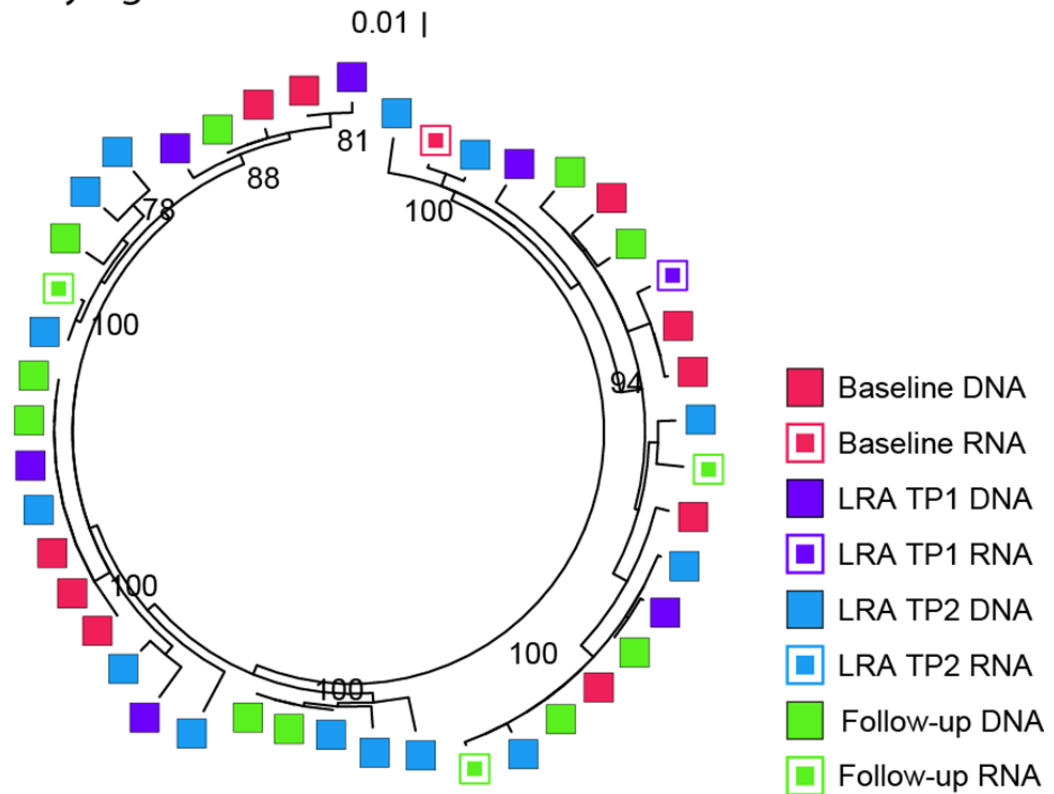 0.01
81
88
100
78
100
94
100
100
100
Baseline DNA
Baseline RNA
LRA TP1 DNA
LRA TP1 RNA
LRA TP2 DNA
LRA TP2 RNA
Follow-up DNA
Follow-up RNA